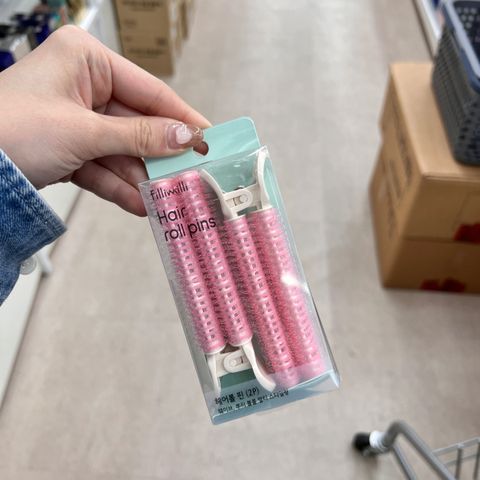 fillimilli
Hair
roll pins
헤어롤 핀 (2P)